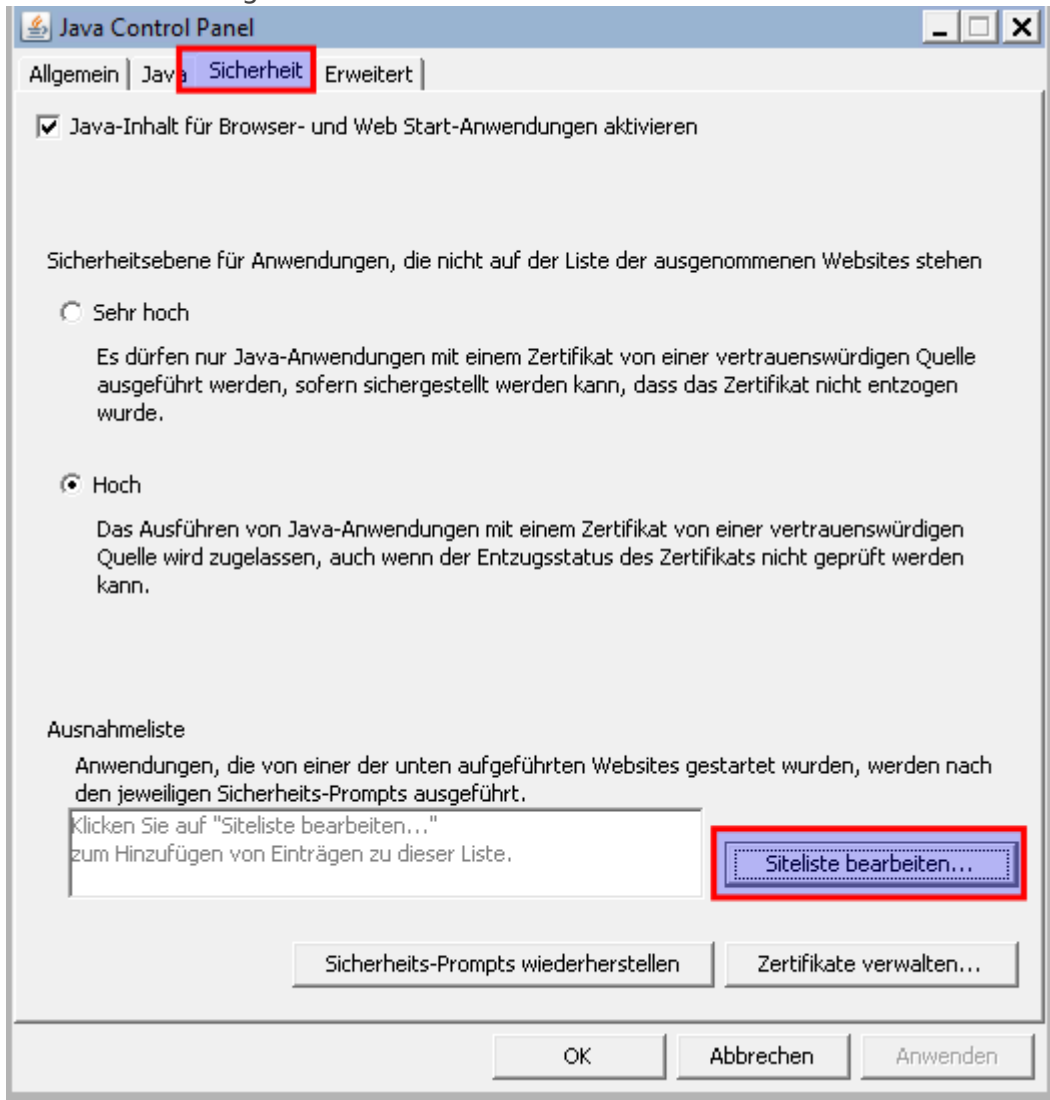 Java Control Panel
Allgemein Java Sicherheit Erweitert
Java-Inhalt für Browser- und Web Start-Anwendungen aktivieren
Sicherheitsebene für Anwendungen, die nicht auf der Liste der ausgenommenen Websites stehen
Sehr hoch
Es dürfen nur Java-Anwendungen mit einem Zertifikat von einer vertrauenswürdigen Quelle
ausgeführt werden, sofern sichergestellt werden kann, dass das Zertifikat nicht entzogen
wurde.
Hoch
Das Ausführen von Java-Anwendungen mit einem Zertifikat von einer vertrauenswürdigen
Quelle wird zugelassen, auch wenn der Entzugsstatus des Zertifikats nicht geprüft werden
kann.
Ausnahmeliste
Anwendungen, die von einer der unten aufgeführten Websites gestartet wurden, werden nach
den jeweiligen Sicherheits-Prompts ausgeführt.
Klicken Sie auf "Siteliste bearbeiten..."
zum Hinzufügen von Einträgen zu dieser Liste.
Siteliste bearbeiten...
Sicherheits-Prompts wiederherstellen Zertifikate verwalten...
OK Abbrechen Anwenden